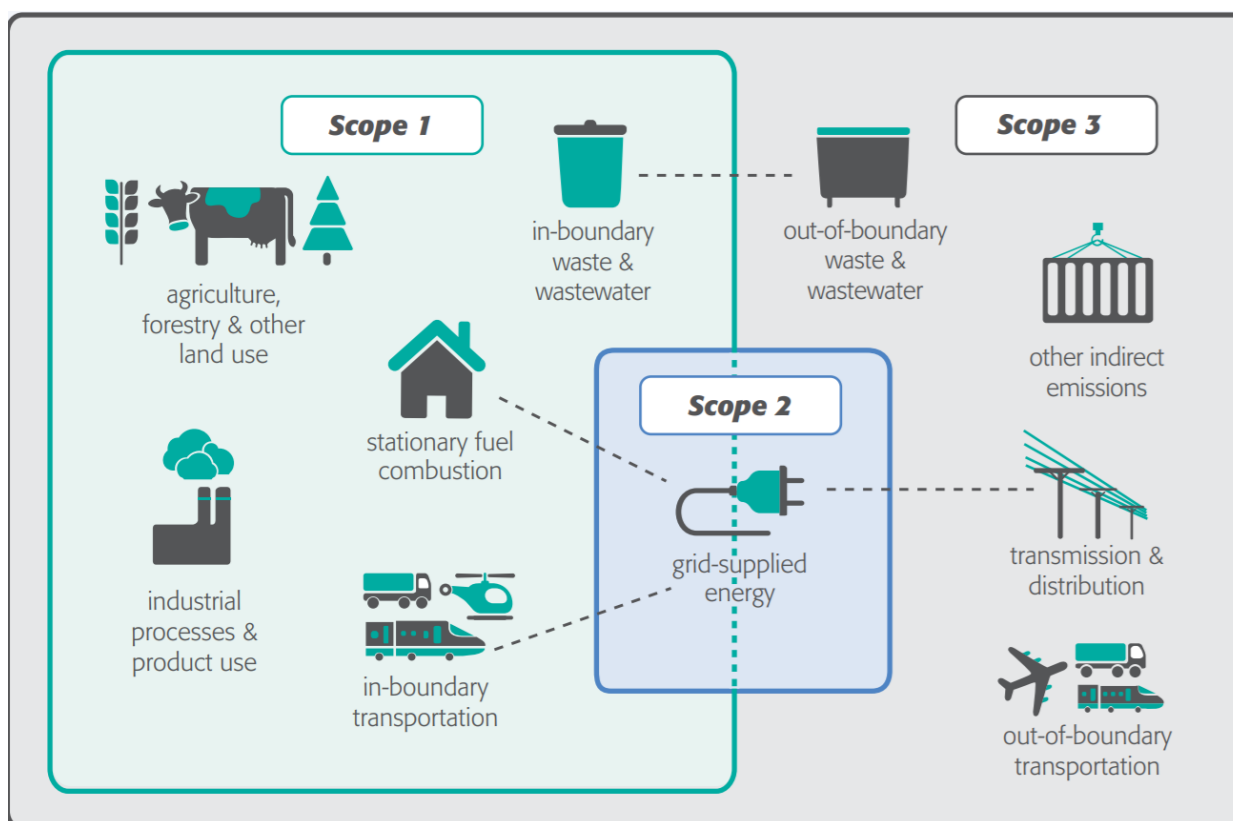 Scope 1
Scope 3
in-boundary
waste &
wastewater
out-of-boundary
waste &
wastewater
agriculture,
forestry & other
land use
other indirect
emissions
Scope 2
stationary fuel
combustion
grid-supplied
energy
transmission &
distribution
industrial
processes &
product use
in-boundary
transportation
out-of-boundary
transportation